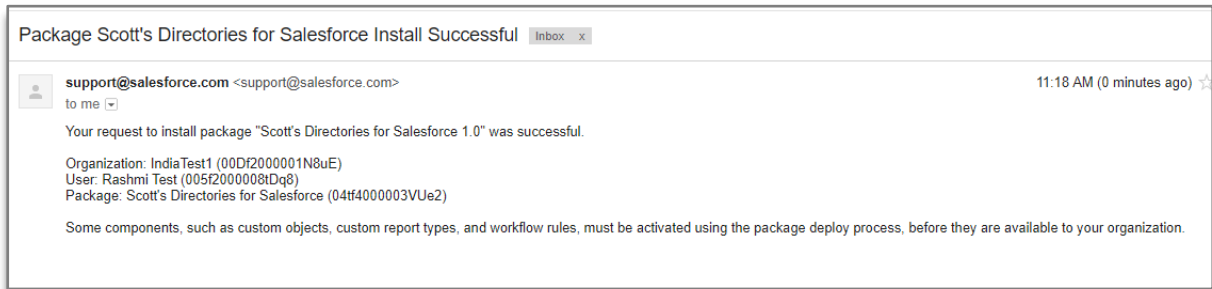 Package Scott's Directories for Salesforce Install Successful Inbox x
support@salesforce.com <support@salesforce.com> 11:18 AM (0 minutes ago)
to me
Your request to install package "Scott's Directories for Salesforce 1.0" was successful.
Organization: IndiaTest1 (00Df2000001N8uE)
User: Rashmi Test (005f2000008tDq8)
Package: Scott's Directories for Salesforce (04tf4000003VUe2)
Some components, such as custom objects, custom report types, and workflow rules, must be activated using the package deploy process, before they are available to your organization.